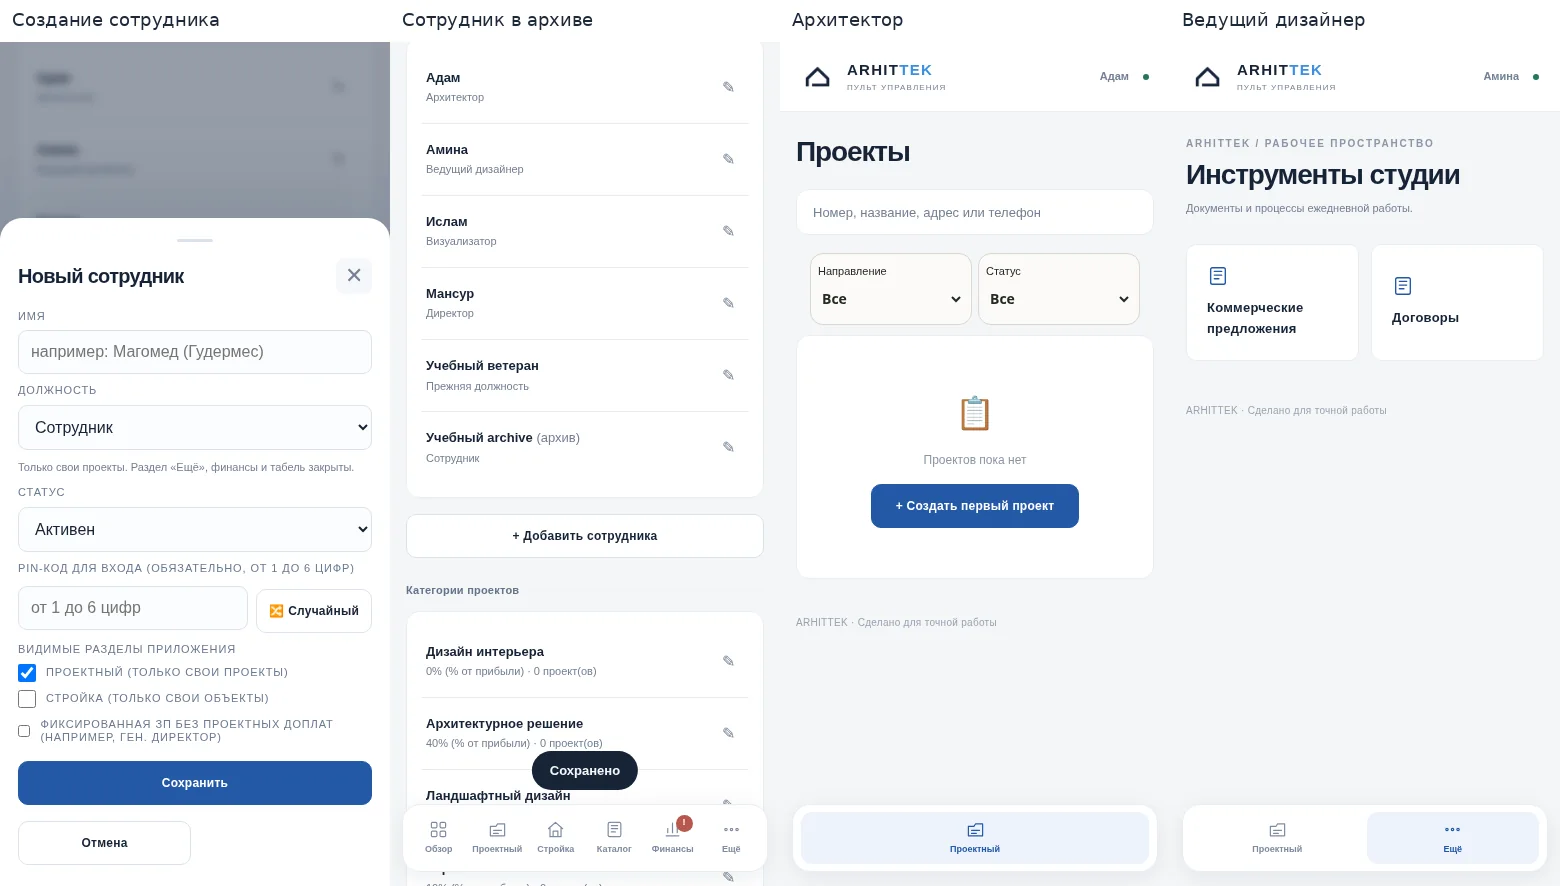 Создание сотрудника
Новый сотрудник
ИМЯ
например: Магомед (Гудермес)
ДОЛЖНОСТЬ
Сотрудник
Только свои проекты. Раздел «Ещё», финансы и табель закрыты.
СТАТУС
Активен
PIN-КОД ДЛЯ ВХОДА (ОБЯЗАТЕЛЬНО, ОТ 1 ДО 6 ЦИФР)
от 1 до 6 цифр
🔀 Случайный
ВИДИМЫЕ РАЗДЕЛЫ ПРИЛОЖЕНИЯ
ПРОЕКТНЫЙ (ТОЛЬКО СВОИ ПРОЕКТЫ)
СТРОЙКА (ТОЛЬКО СВОИ ОБЪЕКТЫ)
ФИКСИРОВАННАЯ ЗП БЕЗ ПРОЕКТНЫХ ДОПЛАТ
(НАПРИМЕР, ГЕН. ДИРЕКТОР)
Сохранить
Отмена
Сотрудник в архиве
Адам
Архитектор
Амина
Ведущий дизайнер
Ислам
Визуализатор
Мансур
Директор
Учебный ветеран
Прежняя должность
Учебный archive (архив)
Сотрудник
+ Добавить сотрудника
Категории проектов
Дизайн интерьера
0% (% от прибыли) · 0 проект(ов)
Архитектурное решение
40% (% от прибыли) · 0 проект(ов)
Сохранено
Ландшафтный дизайн
Обзор
Проектный
Стройка
Каталог
!
Финансы
Ещё
Архитектор
ARHITTEK
ПУЛЬТ УПРАВЛЕНИЯ
Адам
Проекты
Номер, название, адрес или телефон
Направление
Все
Статус
Все
Проектов пока нет
+ Создать первый проект
ARHITTEK · Сделано для точной работы
Проектный
Ведущий дизайнер
ARHITTEK
ПУЛЬТ УПРАВЛЕНИЯ
Амина
ARHITTEK / РАБОЧЕЕ ПРОСТРАНСТВО
Инструменты студии
Документы и процессы ежедневной работы.
Коммерческие
предложения
Договоры
ARHITTEK · Сделано для точной работы
Проектный
Ещё